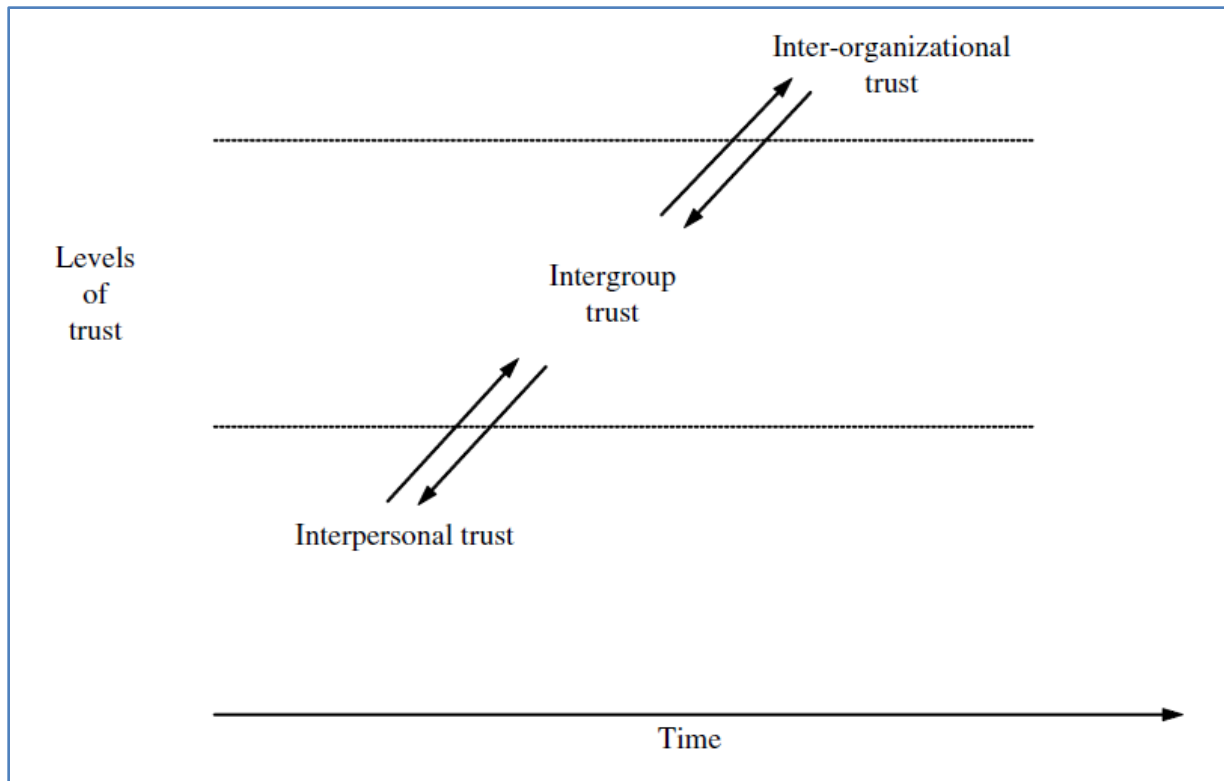 Inter-organizational
trust
Levels
of
trust
Intergroup
trust
Interpersonal trust
Time